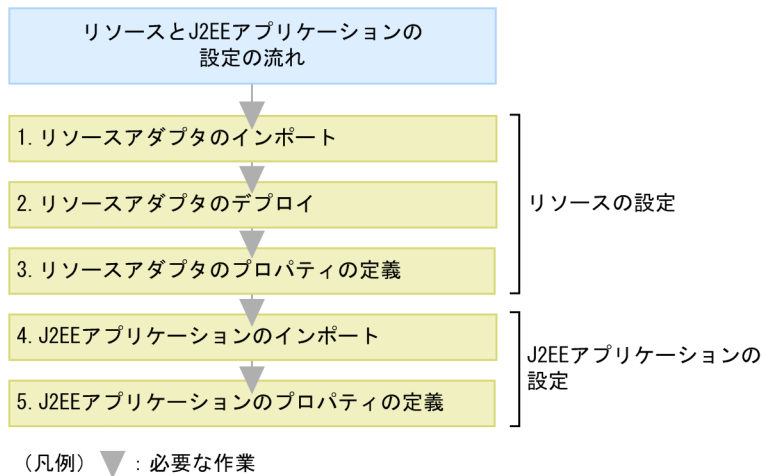 リソースとJ2EEアプリケーションの
設定の流れ
1. リソースアダプタのインポート
2. リソースアダプタのデプロイ
3. リソースアダプタのプロパティの定義
リソースの設定
4. J2EEアプリケーションのインポート
5. J2EEアプリケーションのプロパティの定義
J2EEアプリケーションの
設定
（凡例）▼：必要な作業